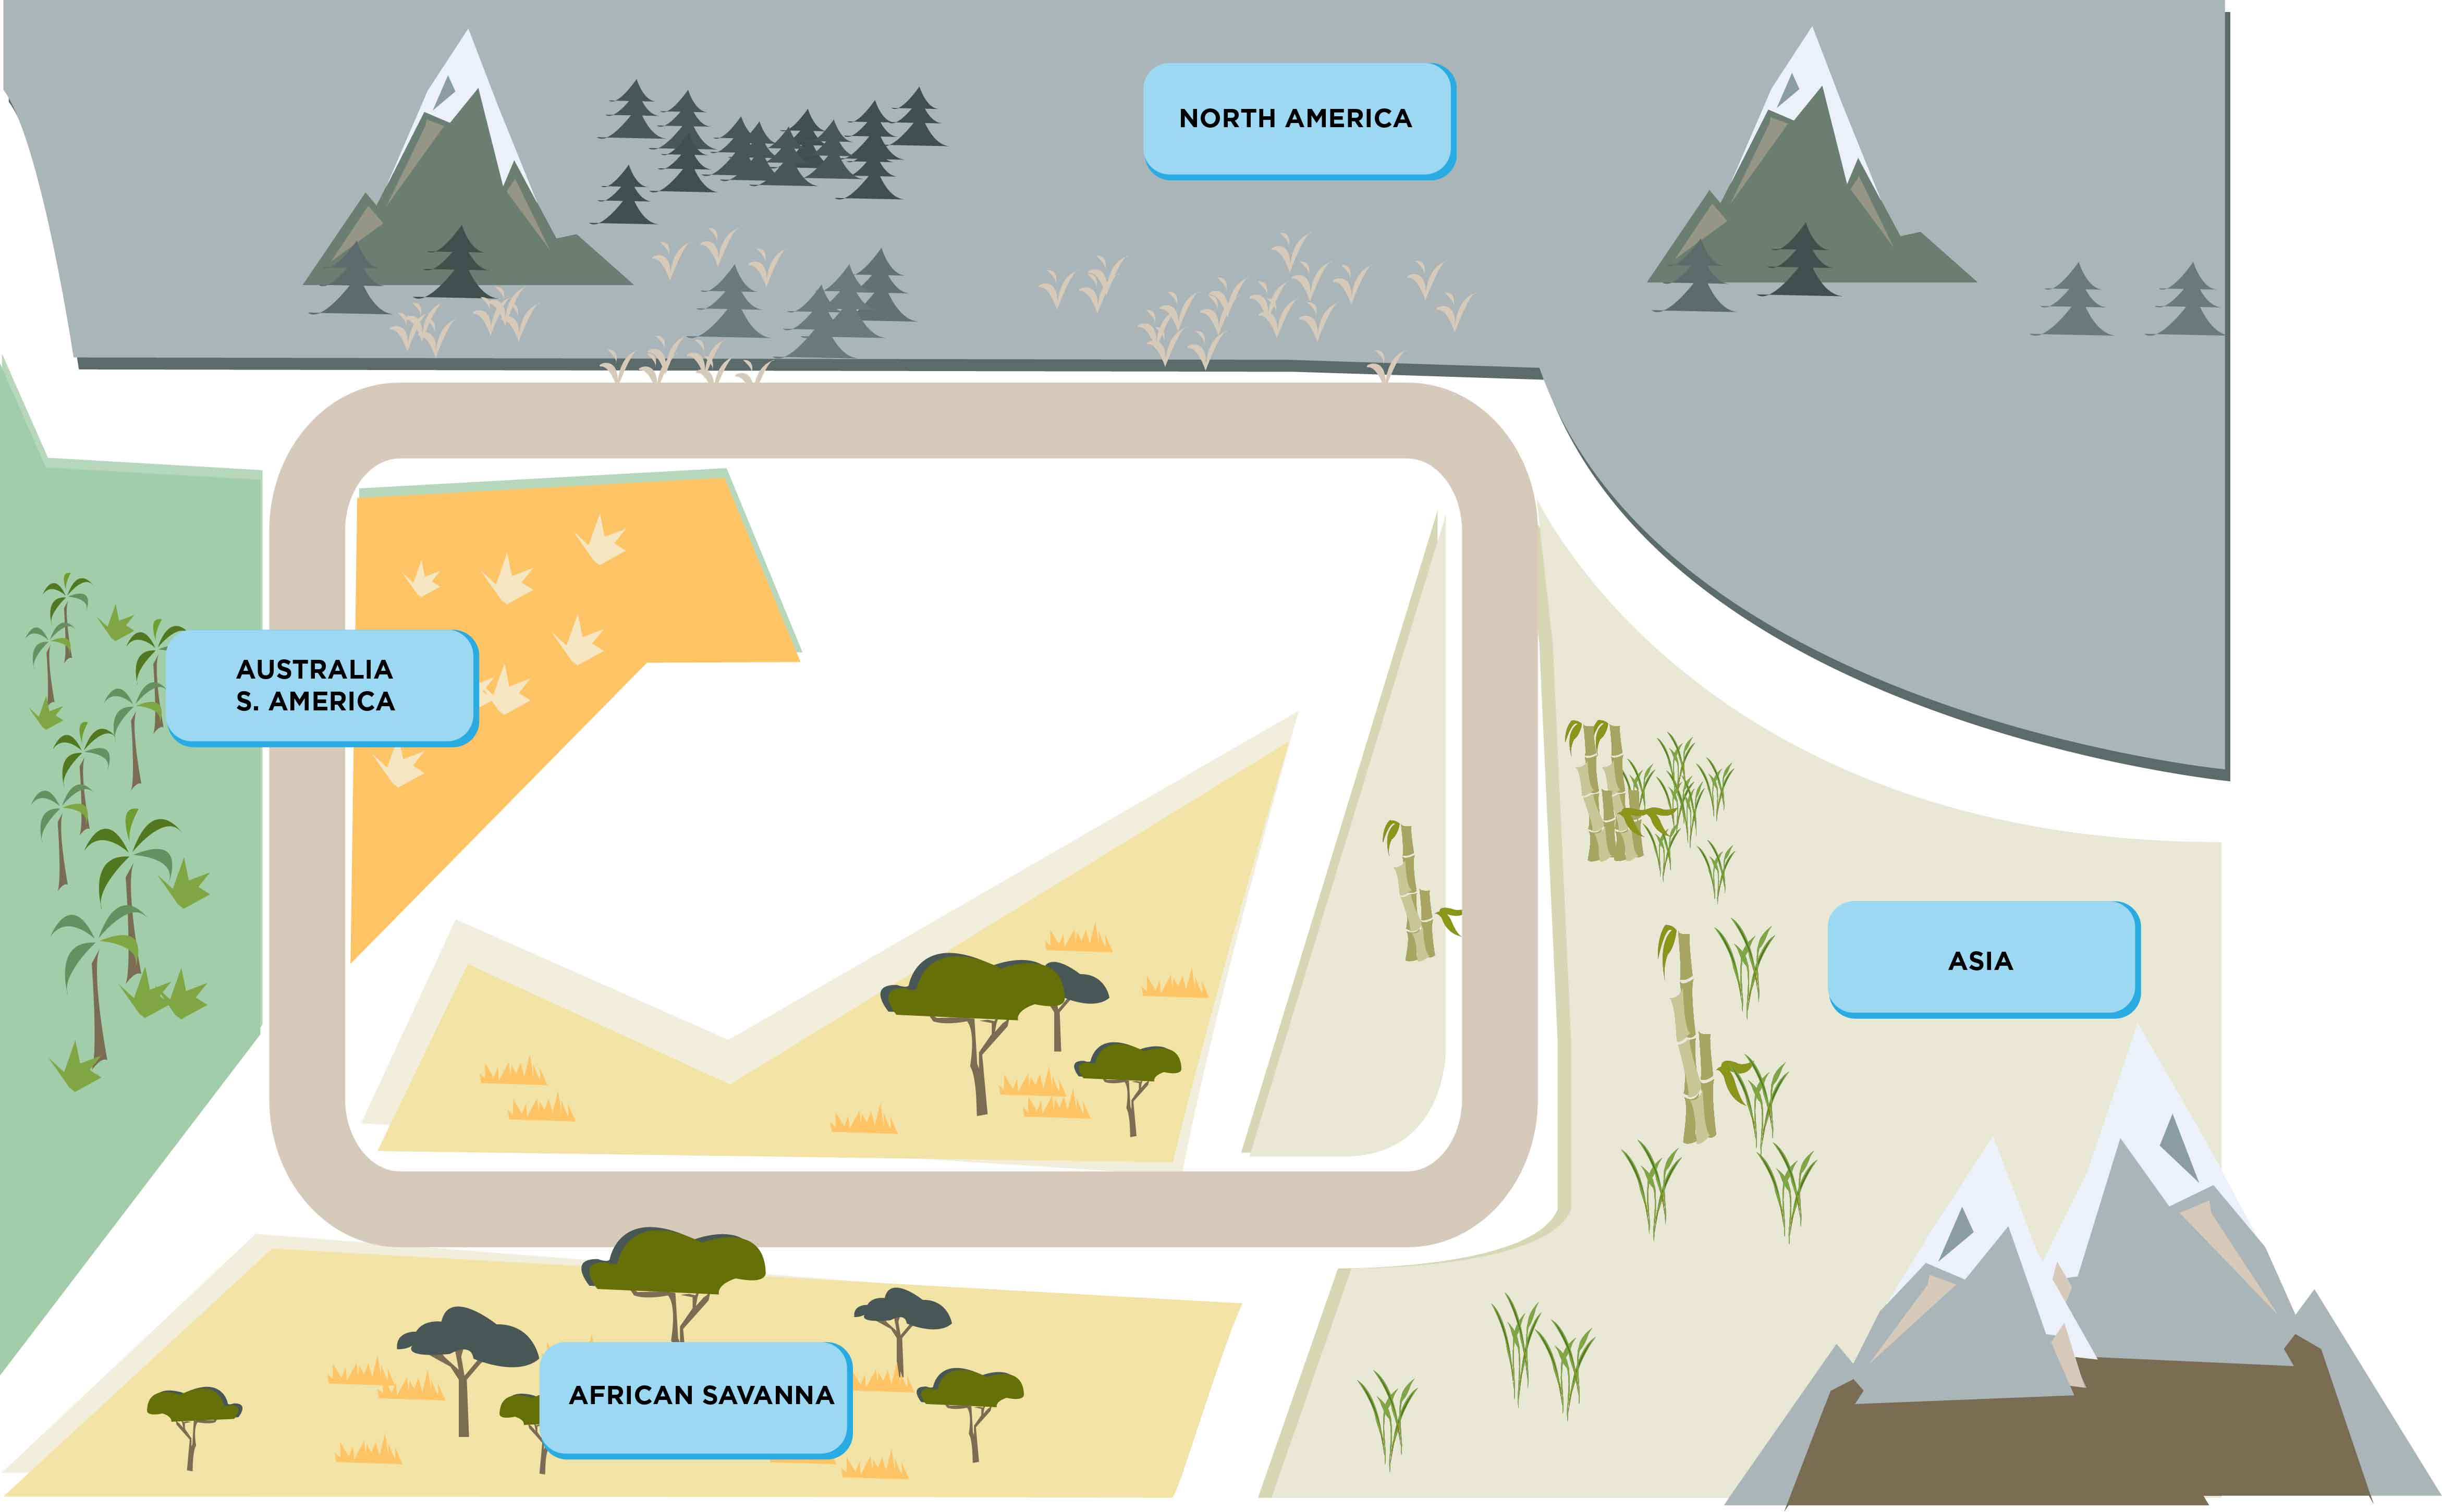 NORTH AMERICA
AUSTRALIA
S. AMERICA
ASIA
AFRICAN SAVANNA